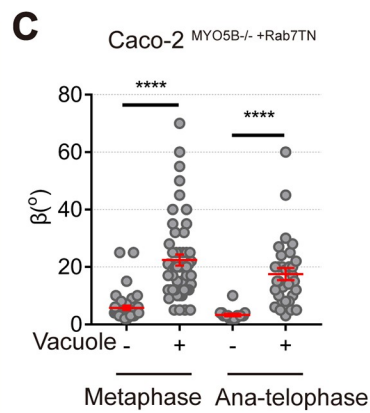 C
Caco-2 MYO5B-/- +Rab7TN
**** ****
80
60
40
20
0
β(º)
Vacuole - + - +
Metaphase Ana-telophase